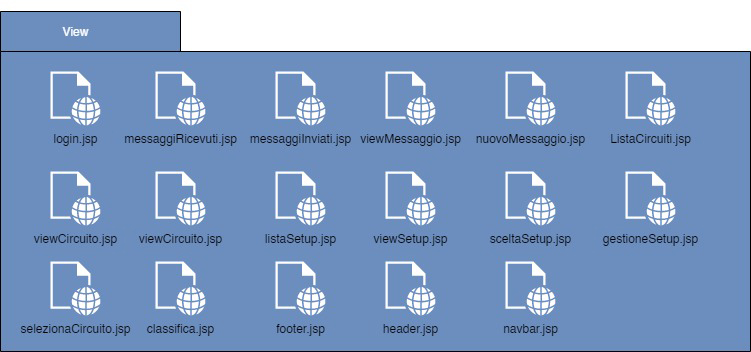 View
login.jsp messaggiRicevuti.jsp messaggiInviati.jsp viewMessaggio.jsp nuovoMessaggio.jsp ListaCircuiti.jsp
viewCircuito.jsp viewCircuito.jsp listaSetup.jsp viewSetup.jsp sceltaSetup.jsp gestioneSetup.jsp
selezionaCircuito.jsp classifica.jsp footer.jsp header.jsp navbar.jsp